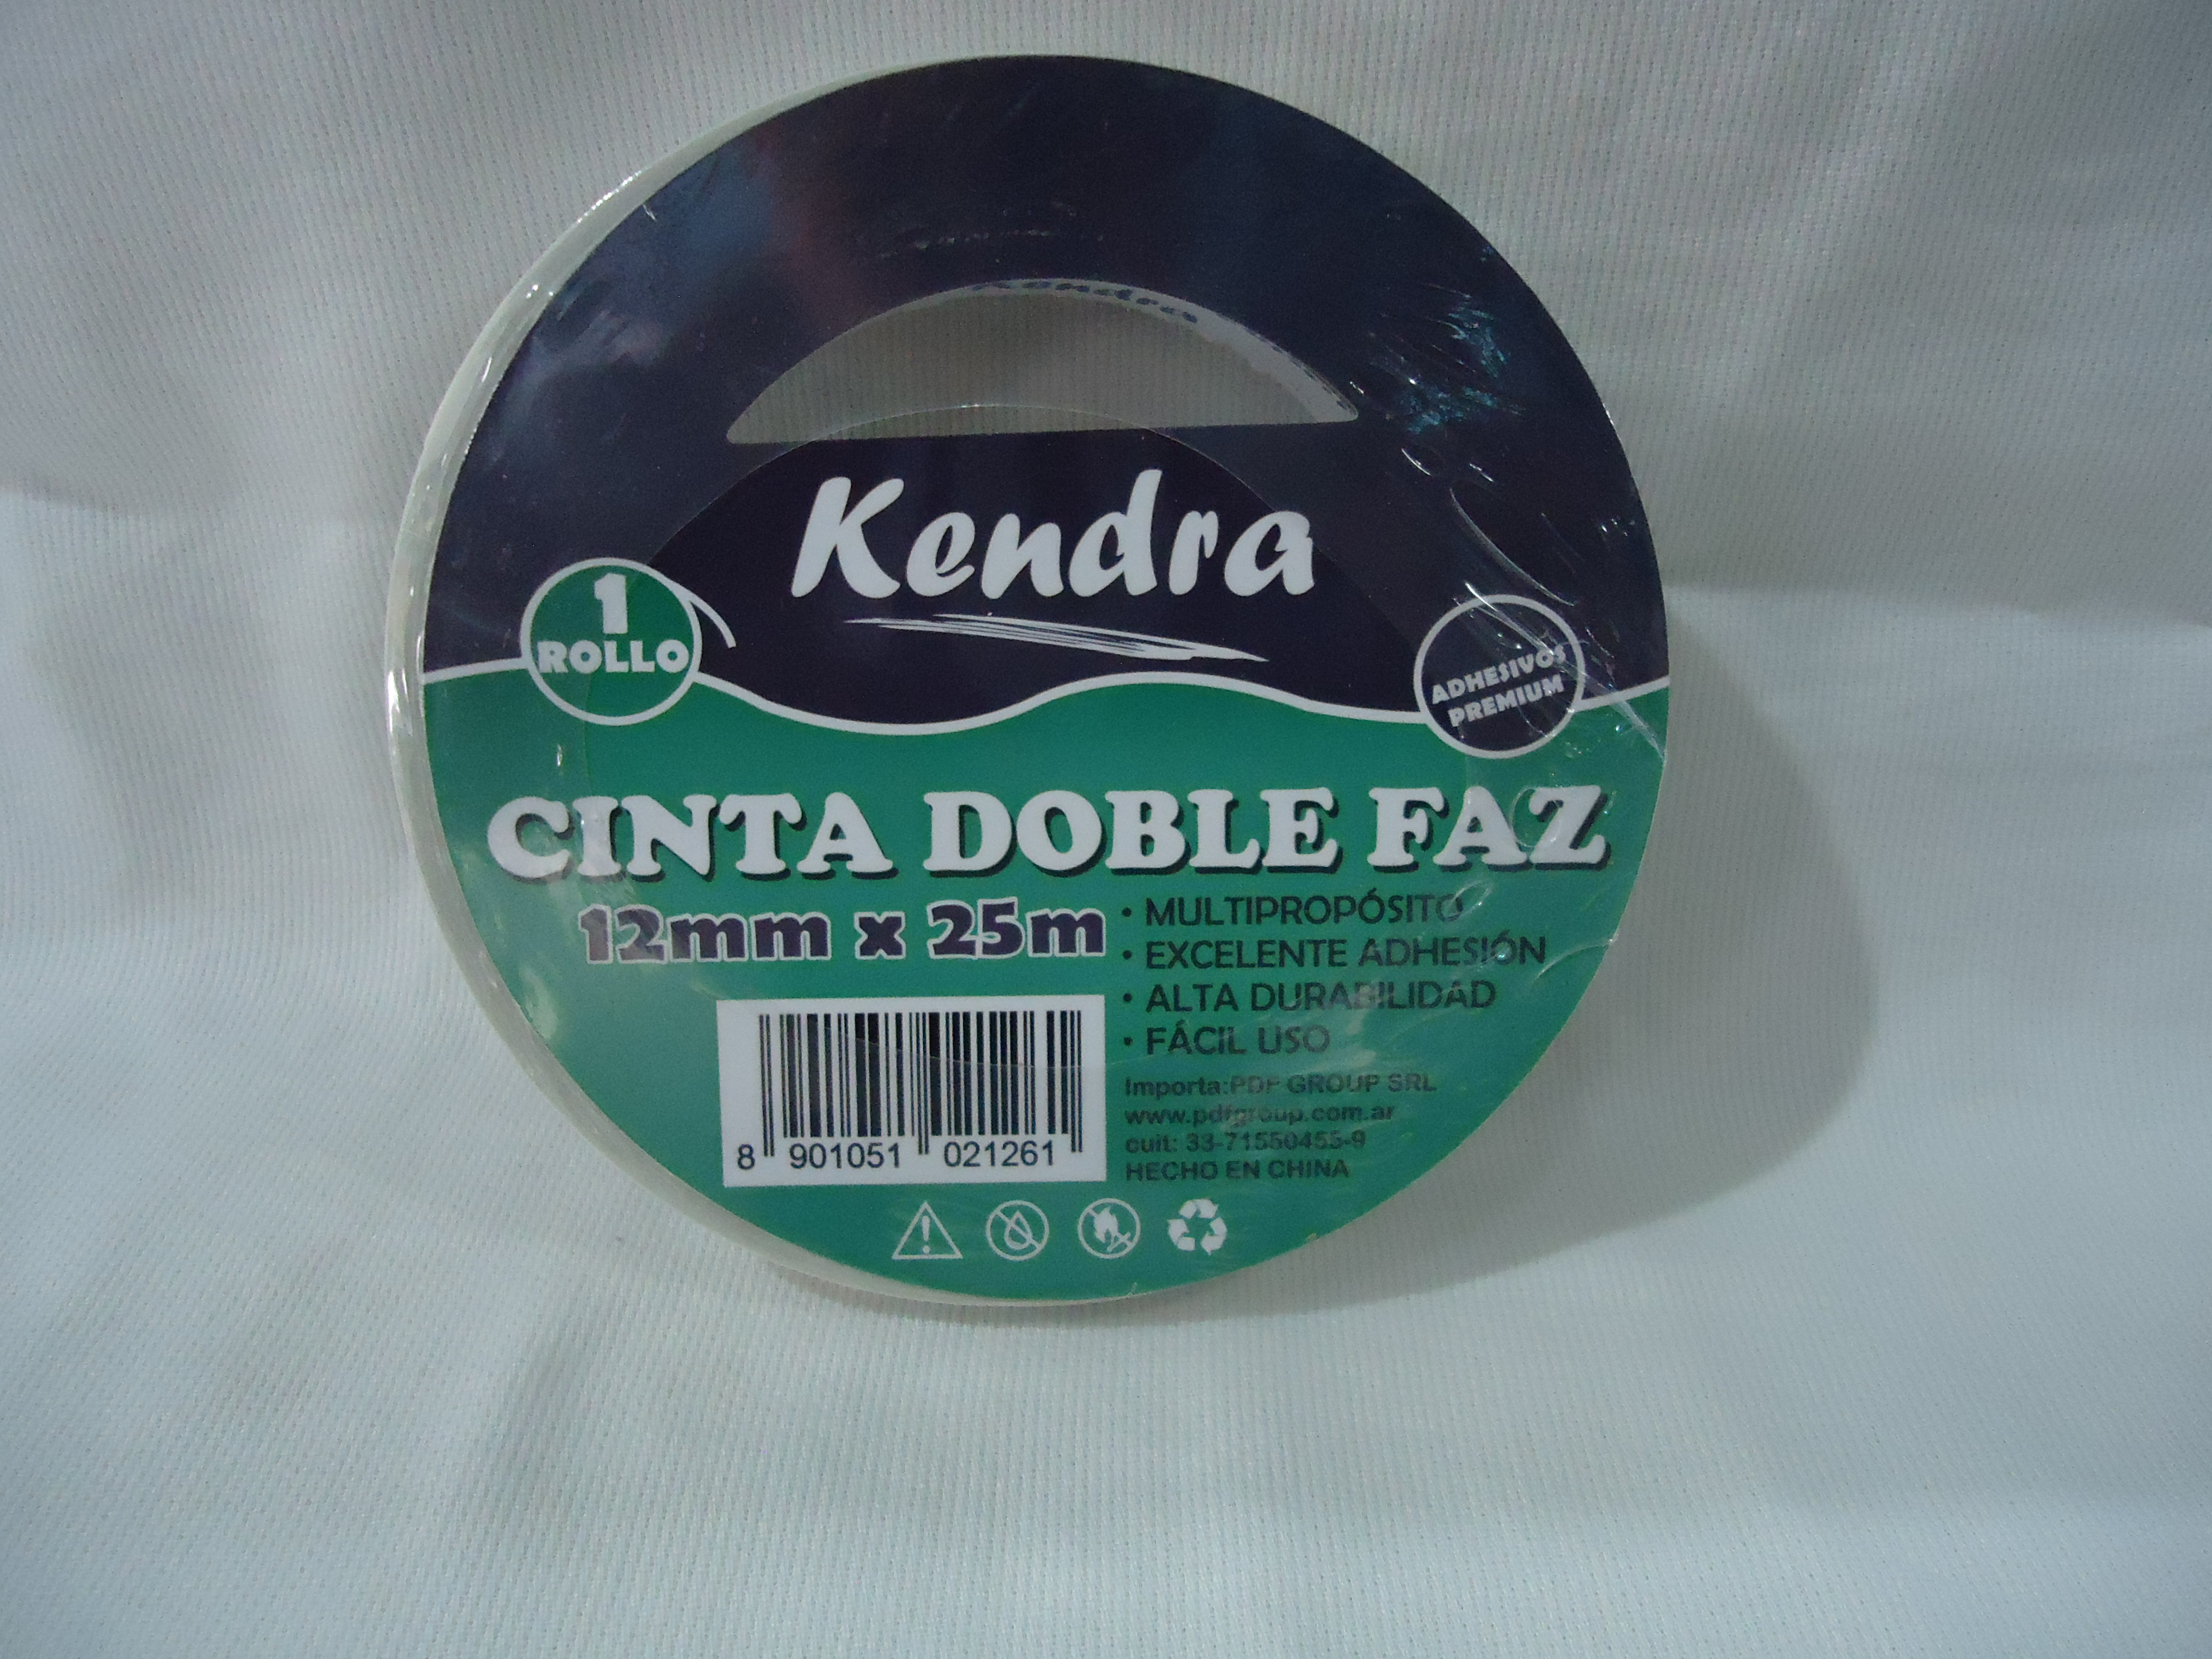 Kendra
Kendra
1
ROLLO
ADHESIVOS
PREMIUM
CINTA DOBLE FAZ
12mm x 25m
• MULTIPROPÓSITO
• EXCELENTE ADHESIÓN
• ALTA DURABILIDAD
• FÁCIL USO
Importa:PDF GROUP SRL
www.pdfgroup.com.ar
cuit: 33-71550455-9
HECHO EN CHINA
8 901051 021261